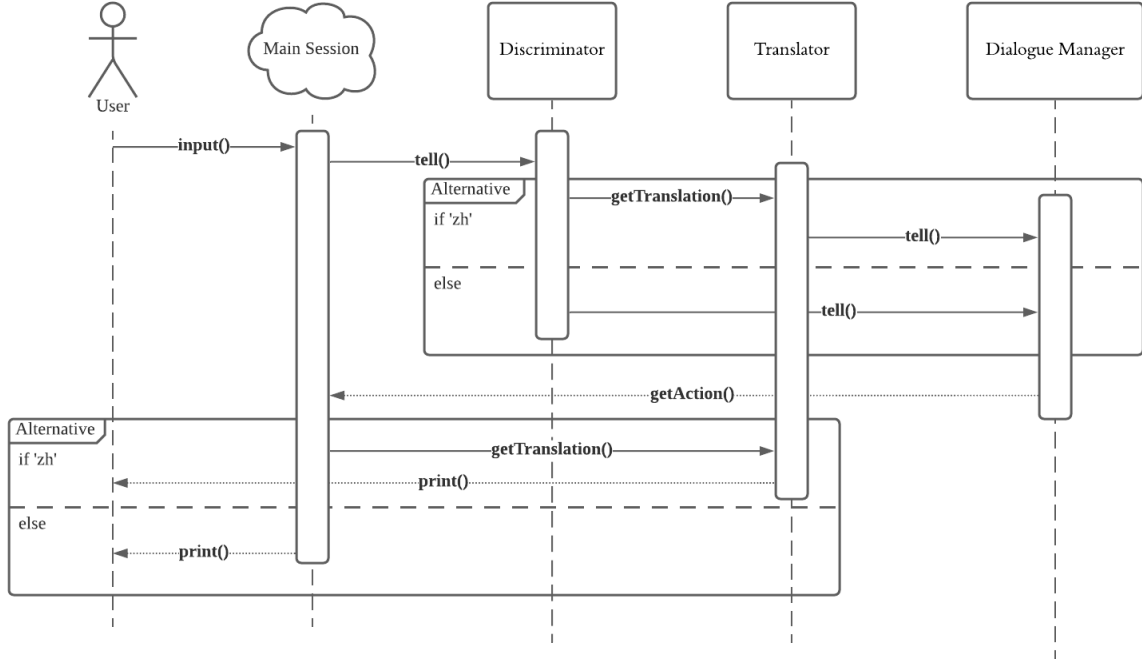 User
Main Session
Discriminator
Translator
Dialogue Manager
input()
tell()
Alternative
if 'zh'
getTranslation()
tell()
else
tell()
getAction()
Alternative
if 'zh'
getTranslation()
print()
else
print()